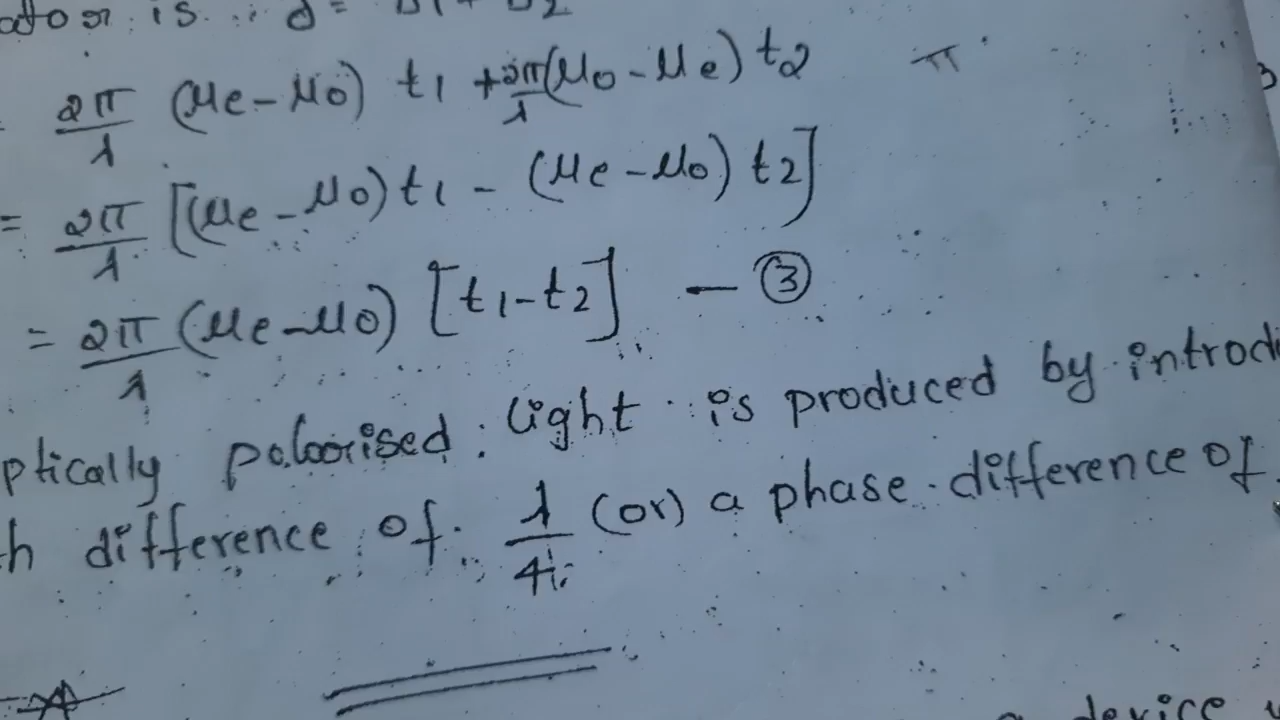 ator is ∴ δ = δ1 + δ2
2π/λ (μe - μo) t1 + 2π/λ (μo - μe) t2 π
= 2π/λ [(μe - μo) t1 - (μe - μo) t2]
= 2π/λ (μe - μo) [t1 - t2] — ③
ptically polarised light is produced by introd
h difference of λ/4 (or) a phase difference of
device